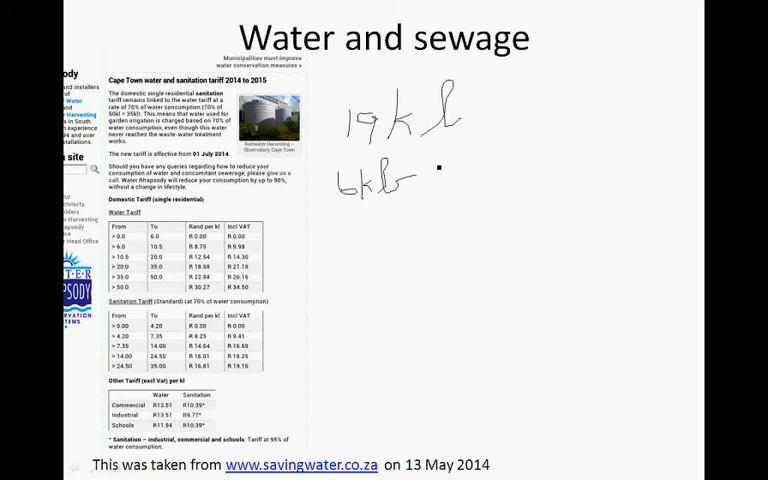 Water and sewage
Municipalities must improve
water conservation measures »
Cape Town water and sanitation tariff 2014 to 2015
The domestic single residential sanitation
tariff remains linked to the water tariff at a
rate of 70% of water consumption (70% of
50kl = 35kl). This means that water used for
garden irrigation is charged based on 70%
of water consumption, even though this water
never reaches the waste-water treatment
works.
Rainwater Harvesting –
Observatory Cape Town
The new tariff is effective from 01 July 2014.
Should you have any queries regarding how to reduce your
consumption of water and concomitant sewerage, please give us a
call. Water Rhapsody will reduce your consumption by up to 90%,
without a change in lifestyle.
Domestic Tariff (single residential)
Water Tariff
From To Rand per kl Incl VAT
> 0.0 6.0 R 0.00 R 0.00
> 6.0 10.5 R 8.75 R 9.98
> 10.5 20.0 R 12.54 R 14.30
> 20.0 35.0 R 18.58 R 21.18
> 35.0 50.0 R 22.94 R 26.16
> 50.0 R 30.27 R 34.50
Sanitation Tariff (Standard) (at 70% of water consumption)
From To Rand per kl Incl VAT
> 0.00 4.20 R 0.00 R 0.00
> 4.20 7.35 R 8.25 R 9.41
> 7.35 14.00 R 14.64 R 16.69
> 14.00 24.50 R 16.01 R 18.25
> 24.50 35.00 R 16.81 R 19.16
Other Tariff (excl Vat) per kl
Water Sanitation
Commercial R13.51 R10.39*
Industrial R13.51 R9.77*
Schools R11.94 R10.39*
* Sanitation – industrial, commercial and schools: Tariff at 95% of
water consumption.
19 kl
6kl
This was taken from www.savingwater.co.za on 13 May 2014